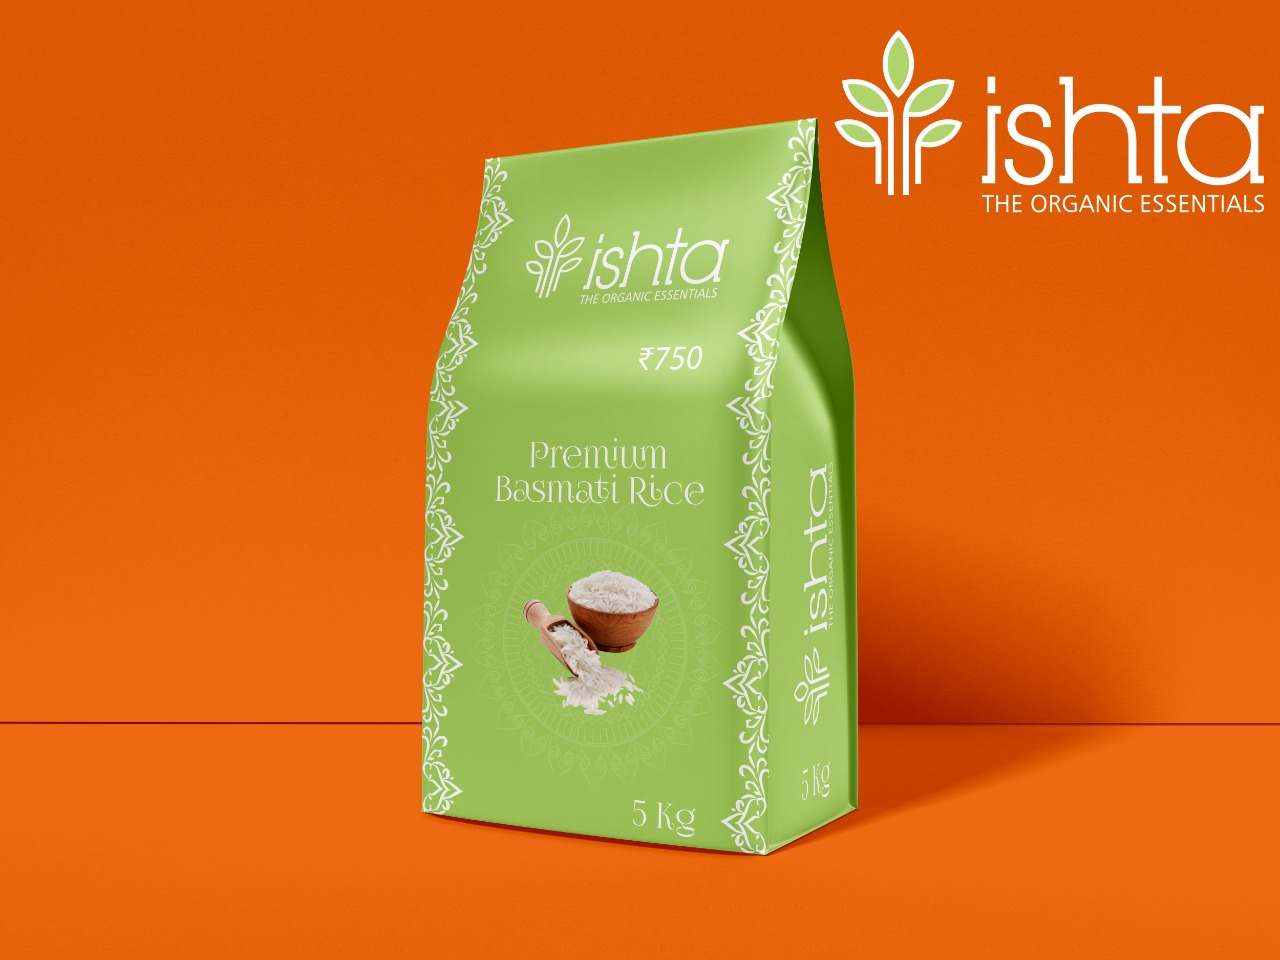 ishta
THE ORGANIC ESSENTIALS
ishta
THE ORGANIC ESSENTIALS
₹750
Premium
Basmati Rice
5 Kg
ishta
THE ORGANIC ESSENTIALS
5 Kg